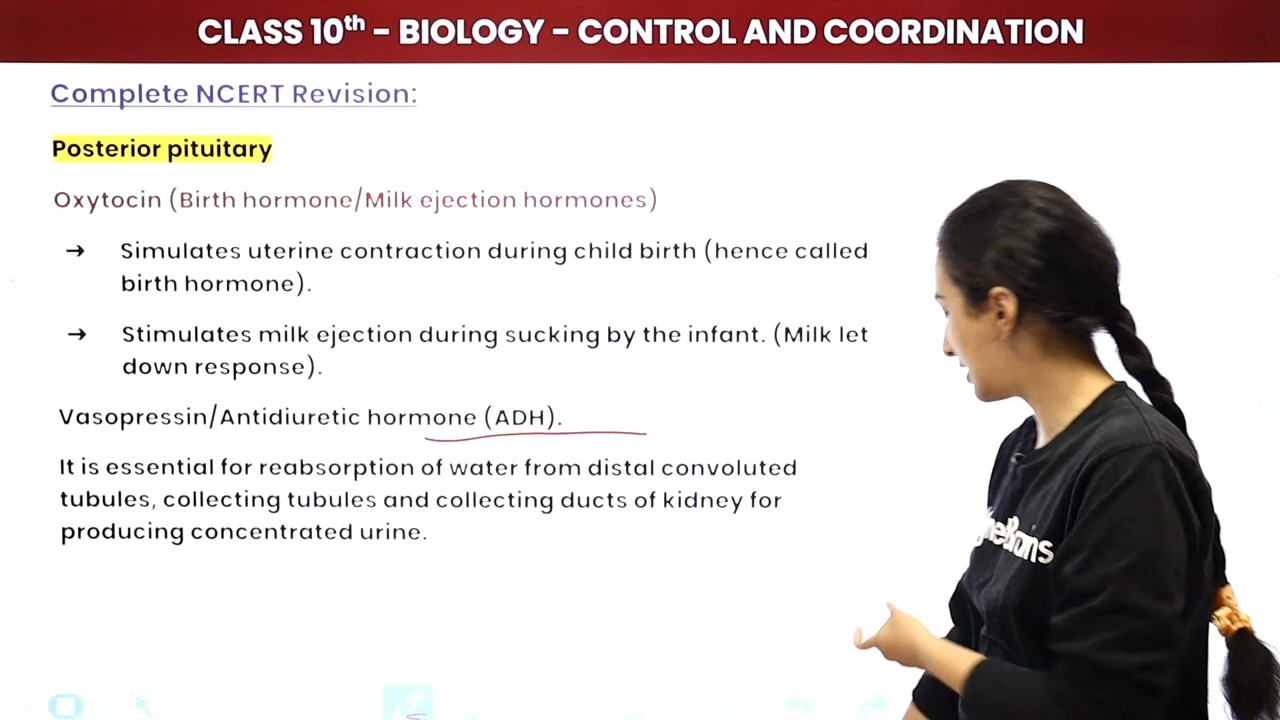 CLASS 10th – BIOLOGY – CONTROL AND COORDINATION
Complete NCERT Revision:
Posterior pituitary
Oxytocin (Birth hormone/Milk ejection hormones)
→ Simulates uterine contraction during child birth (hence called
birth hormone).
→ Stimulates milk ejection during sucking by the infant. (Milk let
down response).
Vasopressin/Antidiuretic hormone (ADH).
It is essential for reabsorption of water from distal convoluted
tubules, collecting tubules and collecting ducts of kidney for
producing concentrated urine.